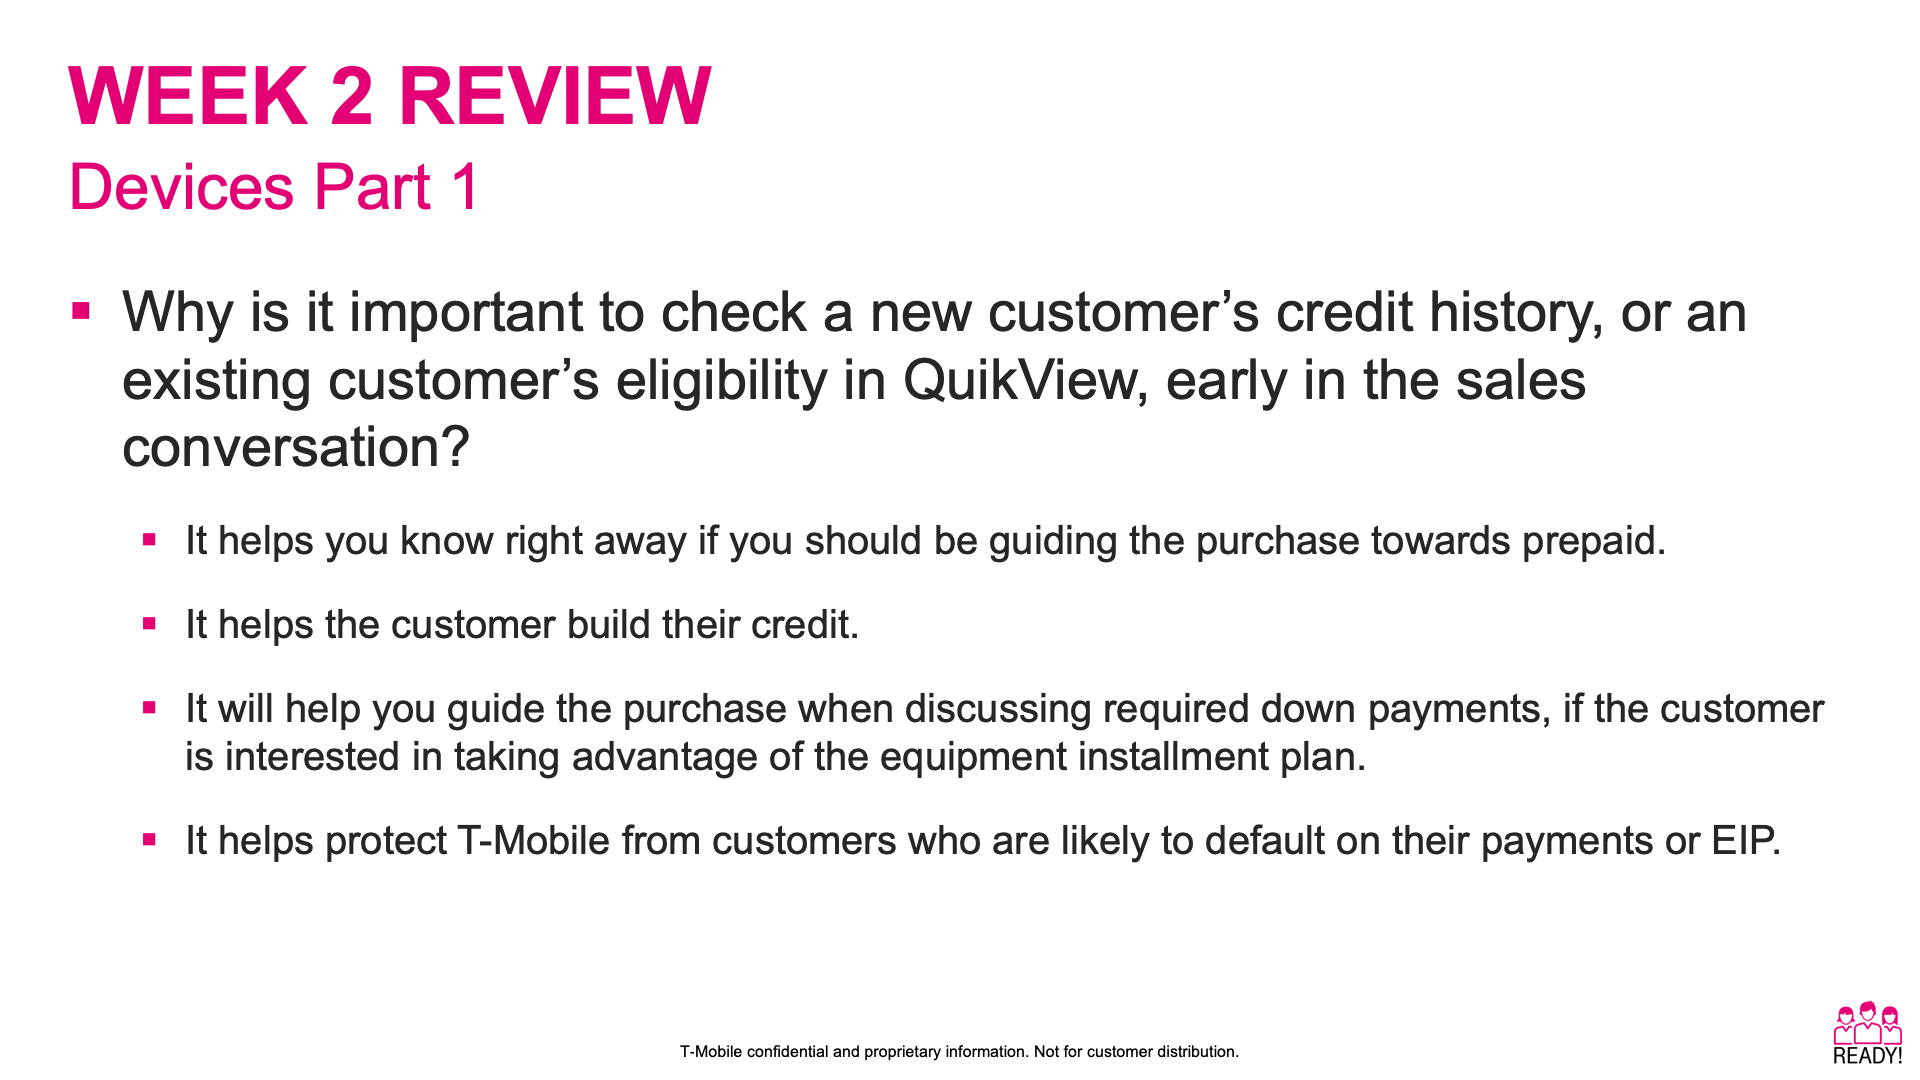 WEEK 2 REVIEW
Devices Part 1
Why is it important to check a new customer’s credit history, or an
existing customer’s eligibility in QuikView, early in the sales
conversation?
It helps you know right away if you should be guiding the purchase towards prepaid.
It helps the customer build their credit.
It will help you guide the purchase when discussing required down payments, if the customer
is interested in taking advantage of the equipment installment plan.
It helps protect T-Mobile from customers who are likely to default on their payments or EIP.
T-Mobile confidential and proprietary information. Not for customer distribution.
READY!